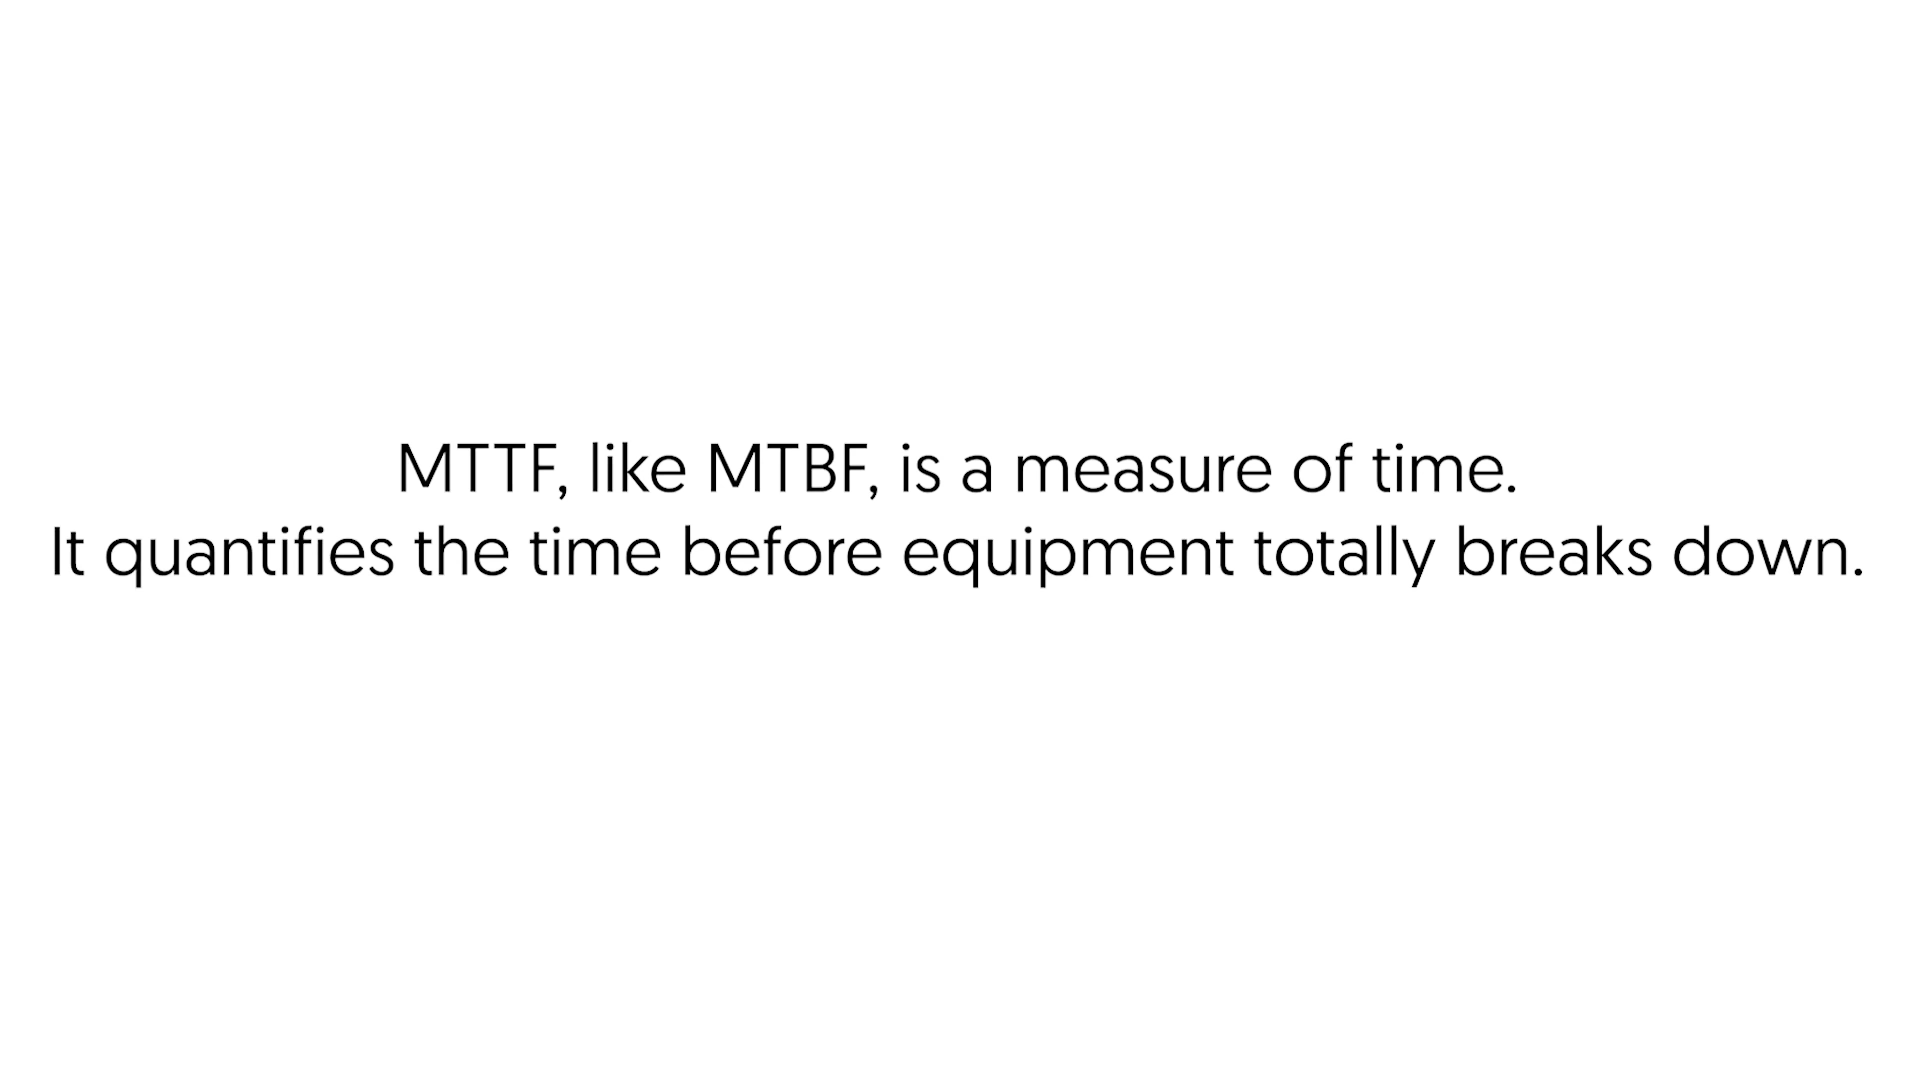 MTTF, like MTBF, is a measure of time.
It quantifies the time before equipment totally breaks down.